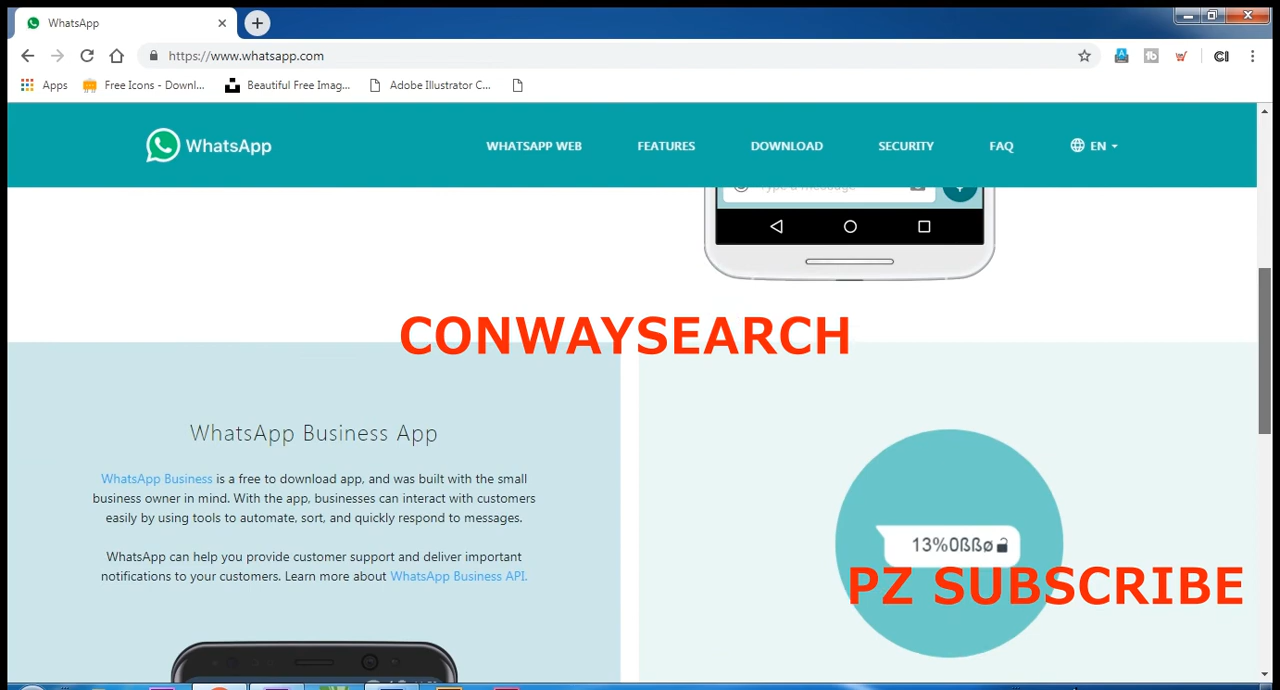 WhatsApp
https://www.whatsapp.com
Apps
Free Icons - Downl...
Beautiful Free Imag...
Adobe Illustrator C...
WhatsApp
WHATSAPP WEB
FEATURES
DOWNLOAD
SECURITY
FAQ
EN
Type a message
CONWAYSEARCH
WhatsApp Business App
WhatsApp Business is a free to download app, and was built with the small
business owner in mind. With the app, businesses can interact with customers
easily by using tools to automate, sort, and quickly respond to messages.
WhatsApp can help you provide customer support and deliver important
notifications to your customers. Learn more about WhatsApp Business API.
13%0ßßø
PZ SUBSCRIBE